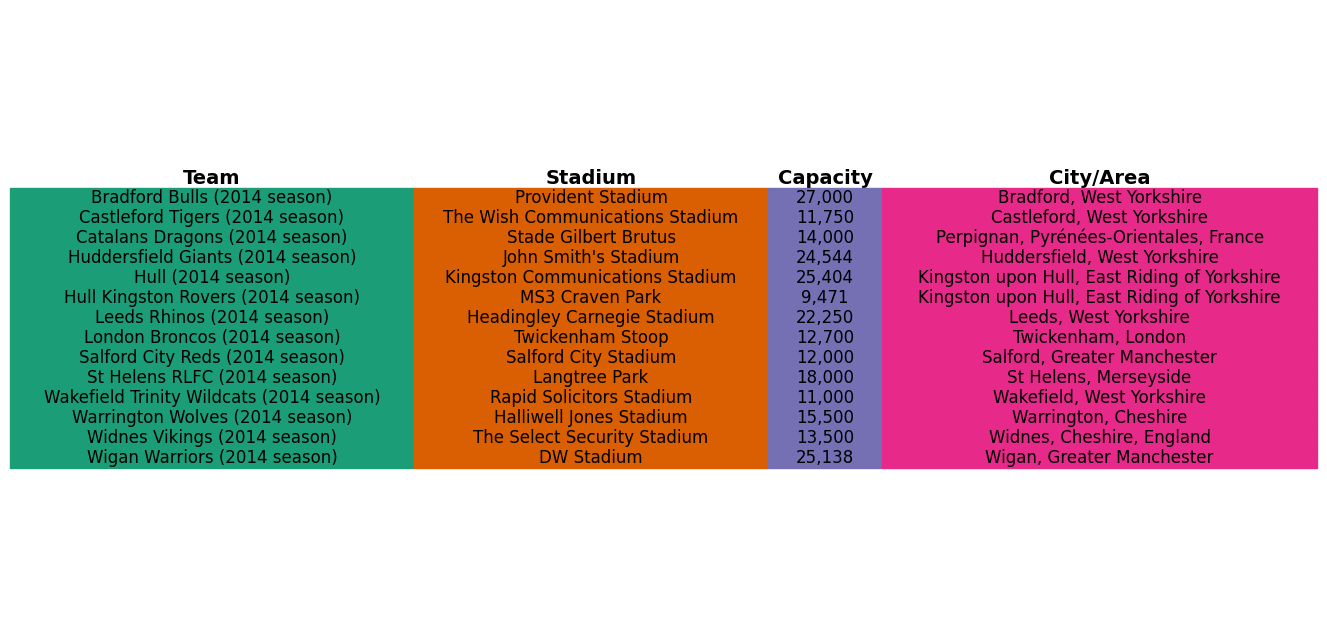 Team Stadium Capacity City/Area
Bradford Bulls (2014 season) Provident Stadium 27,000 Bradford, West Yorkshire
Castleford Tigers (2014 season) The Wish Communications Stadium 11,750 Castleford, West Yorkshire
Catalans Dragons (2014 season) Stade Gilbert Brutus 14,000 Perpignan, Pyrénées-Orientales, France
Huddersfield Giants (2014 season) John Smith's Stadium 24,544 Huddersfield, West Yorkshire
Hull (2014 season) Kingston Communications Stadium 25,404 Kingston upon Hull, East Riding of Yorkshire
Hull Kingston Rovers (2014 season) MS3 Craven Park 9,471 Kingston upon Hull, East Riding of Yorkshire
Leeds Rhinos (2014 season) Headingley Carnegie Stadium 22,250 Leeds, West Yorkshire
London Broncos (2014 season) Twickenham Stoop 12,700 Twickenham, London
Salford City Reds (2014 season) Salford City Stadium 12,000 Salford, Greater Manchester
St Helens RLFC (2014 season) Langtree Park 18,000 St Helens, Merseyside
Wakefield Trinity Wildcats (2014 season) Rapid Solicitors Stadium 11,000 Wakefield, West Yorkshire
Warrington Wolves (2014 season) Halliwell Jones Stadium 15,500 Warrington, Cheshire
Widnes Vikings (2014 season) The Select Security Stadium 13,500 Widnes, Cheshire, England
Wigan Warriors (2014 season) DW Stadium 25,138 Wigan, Greater Manchester